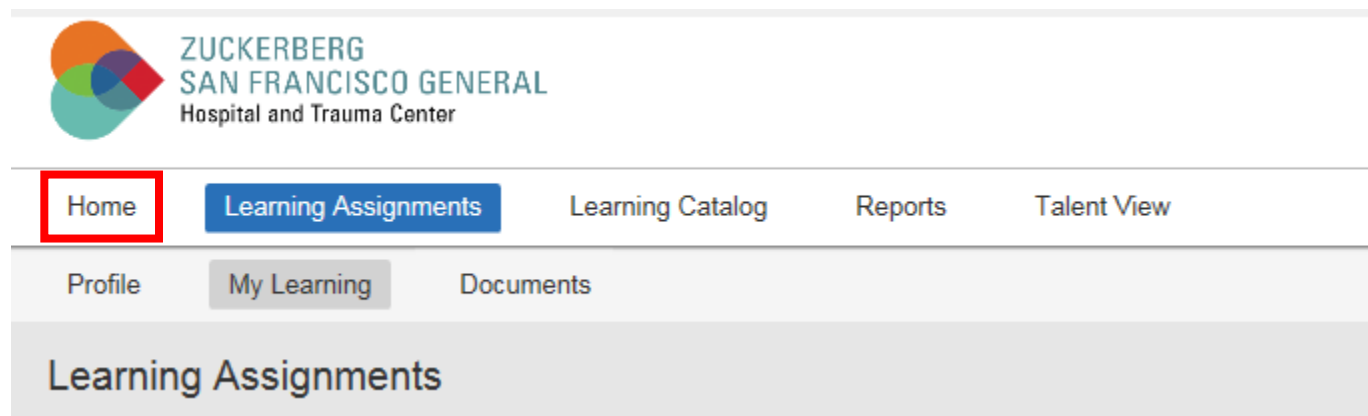 ZUCKERBERG
SAN FRANCISCO GENERAL
Hospital and Trauma Center
Home Learning Assignments Learning Catalog Reports Talent View
Profile My Learning Documents
Learning Assignments